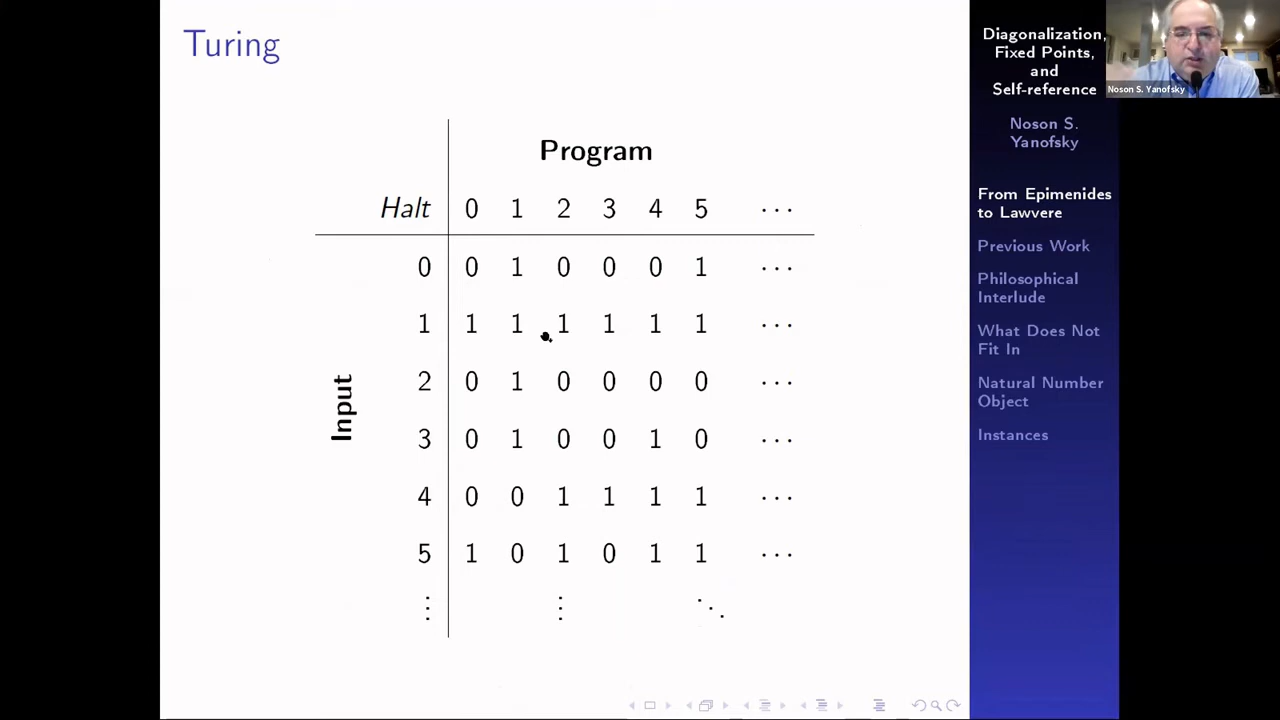 Turing
Program
Halt 0 1 2 3 4 5 ···
0 0 1 0 0 0 1 ···
1 1 1 1 1 1 1 ···
2 0 1 0 0 0 0 ···
3 0 1 0 0 1 0 ···
4 0 0 1 1 1 1 ···
5 1 0 1 0 1 1 ···
⋮ ⋮ ⋱
Input
Diagonalization,
Fixed Points,
and
Self-reference
Noson S.
Yanofsky
From Epimenides
to Lawvere
Previous Work
Philosophical
Interlude
What Does Not
Fit In
Natural Number
Object
Instances
Noson S. Yanofsky